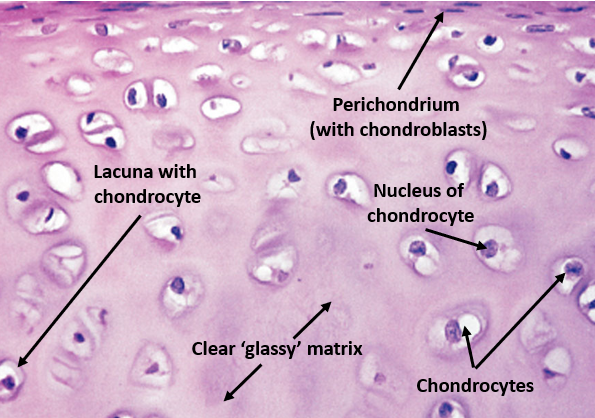 Perichondrium
(with chondroblasts)
Lacuna with
chondrocyte
Nucleus of
chondrocyte
Clear ‘glassy’ matrix
Chondrocytes